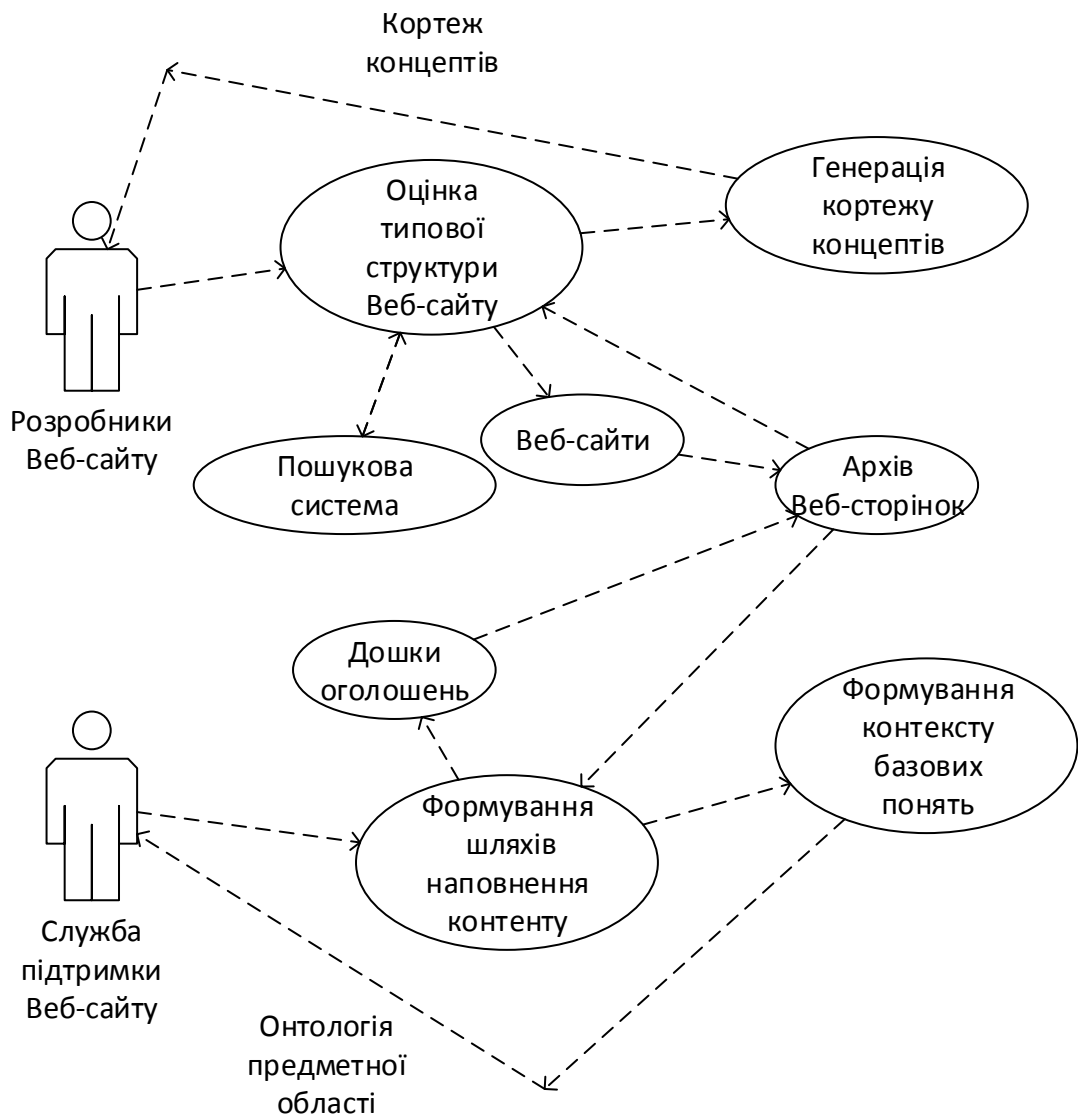 Кортеж
концептів
Генерація
кортежу
концептів
Оцінка
типової
структури
Веб-сайту
Розробники
Веб-сайту
Веб-сайти
Пошукова
система
Архів
Веб-сторінок
Дошки
оголошень
Формування
контексту
базових
понять
Формування
шляхів
наповнення
контенту
Служба
підтримки
Веб-сайту
Онтологія
предметної
області